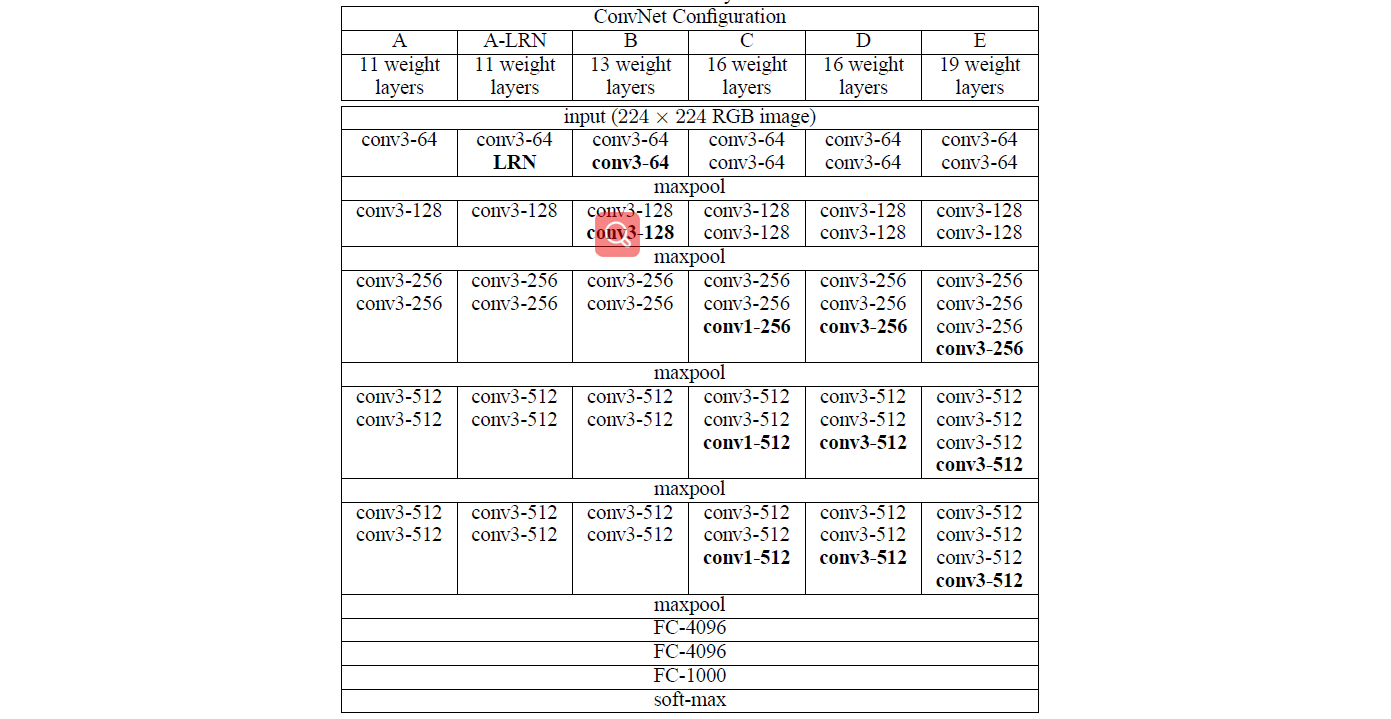 ConvNet Configuration
A A-LRN B C D E
11 weight 11 weight 13 weight 16 weight 16 weight 19 weight
layers layers layers layers layers layers
input (224 × 224 RGB image)
conv3-64 conv3-64 conv3-64 conv3-64 conv3-64 conv3-64
LRN conv3-64 conv3-64 conv3-64 conv3-64
maxpool
conv3-128 conv3-128 conv3-128 conv3-128 conv3-128 conv3-128
conv3-128 conv3-128 conv3-128 conv3-128
maxpool
conv3-256 conv3-256 conv3-256 conv3-256 conv3-256 conv3-256
conv3-256 conv3-256 conv3-256 conv3-256 conv3-256 conv3-256
conv1-256 conv3-256 conv3-256
conv3-256
maxpool
conv3-512 conv3-512 conv3-512 conv3-512 conv3-512 conv3-512
conv3-512 conv3-512 conv3-512 conv3-512 conv3-512 conv3-512
conv1-512 conv3-512 conv3-512
conv3-512
maxpool
conv3-512 conv3-512 conv3-512 conv3-512 conv3-512 conv3-512
conv3-512 conv3-512 conv3-512 conv3-512 conv3-512 conv3-512
conv1-512 conv3-512 conv3-512
conv3-512
maxpool
FC-4096
FC-4096
FC-1000
soft-max